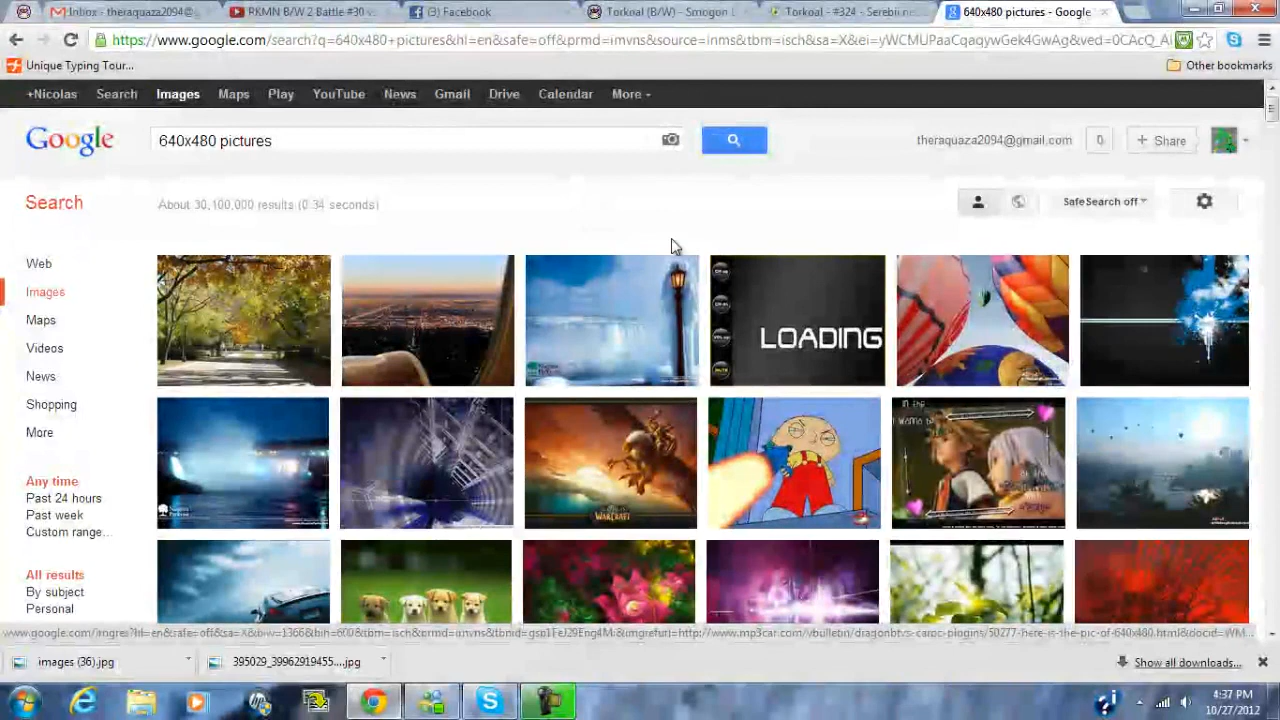 Inbox - theraquaza2094@
RKMN B/W 2 Battle #30 vs
(3) Facebook
Torkoal (B/W) - Smogon
Torkoal - #324 - Serebii.ne
640x480 pictures - Google
https://www.google.com/search?q=640x480+pictures&hl=en&safe=off&prmd=imvns&source=lnms&tbm=isch&sa=X&ei=
Unique Typing Tour...
Other bookmarks
+Nicolas Search Images Maps Play YouTube News Gmail Drive Calendar More
Google
640x480 pictures
theraquaza2094@gmail.com
0
+ Share
Search
About 30,100,000 results (0.34 seconds)
SafeSearch off
Web
Images
Maps
Videos
News
Shopping
More
Any time
Past 24 hours
Past week
Custom range...
All results
By subject
Personal
LOADING
WARCRAFT
images (36).jpg
395029_39962919455....jpg
Show all downloads...
4:37 PM
10/27/2012